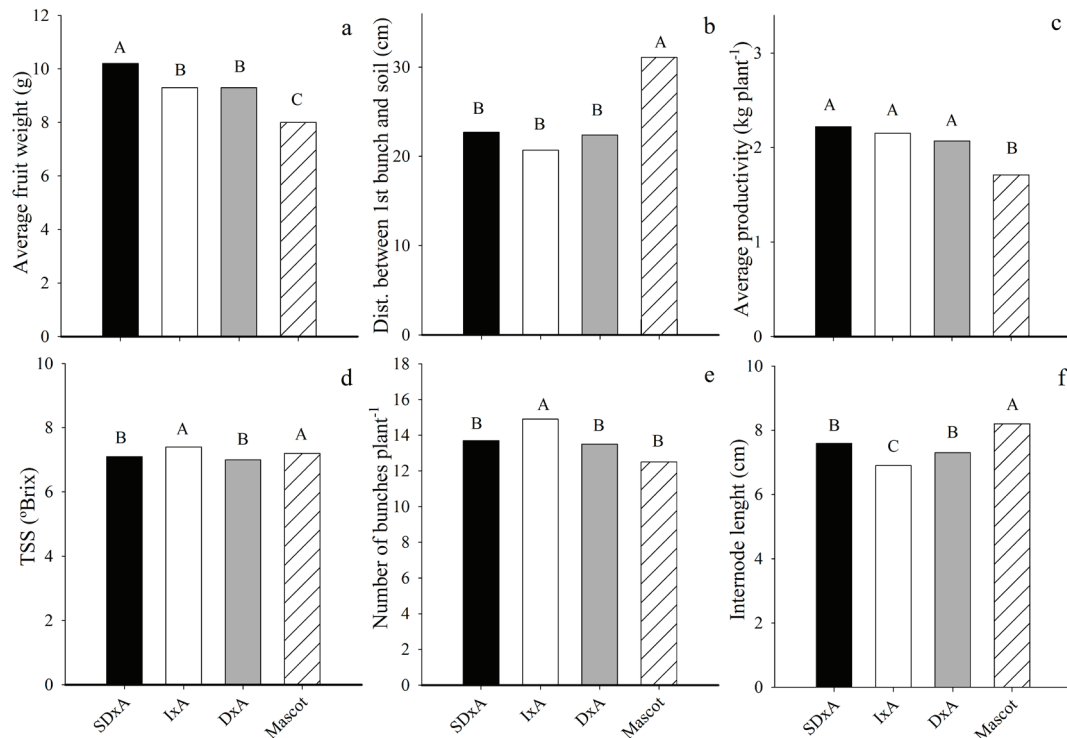 a
Average fruit weight (g)
12
10
8
6
4
2
0
A
B
B
C
b
Dist. between 1st bunch and soil (cm)
30
20
10
0
B
B
B
A
c
Average productivity (kg plant⁻¹)
3
2
1
0
A
A
A
B
d
TSS (ºBrix)
10
8
6
4
2
0
B
A
B
A
SDxA
IxA
DxA
Mascot
e
Number of bunches plant⁻¹
18
16
14
12
10
8
6
4
2
0
B
A
B
B
SDxA
IxA
DxA
Mascot
f
Internode lenght (cm)
10
8
6
4
2
0
B
C
B
A
SDxA
IxA
DxA
Mascot